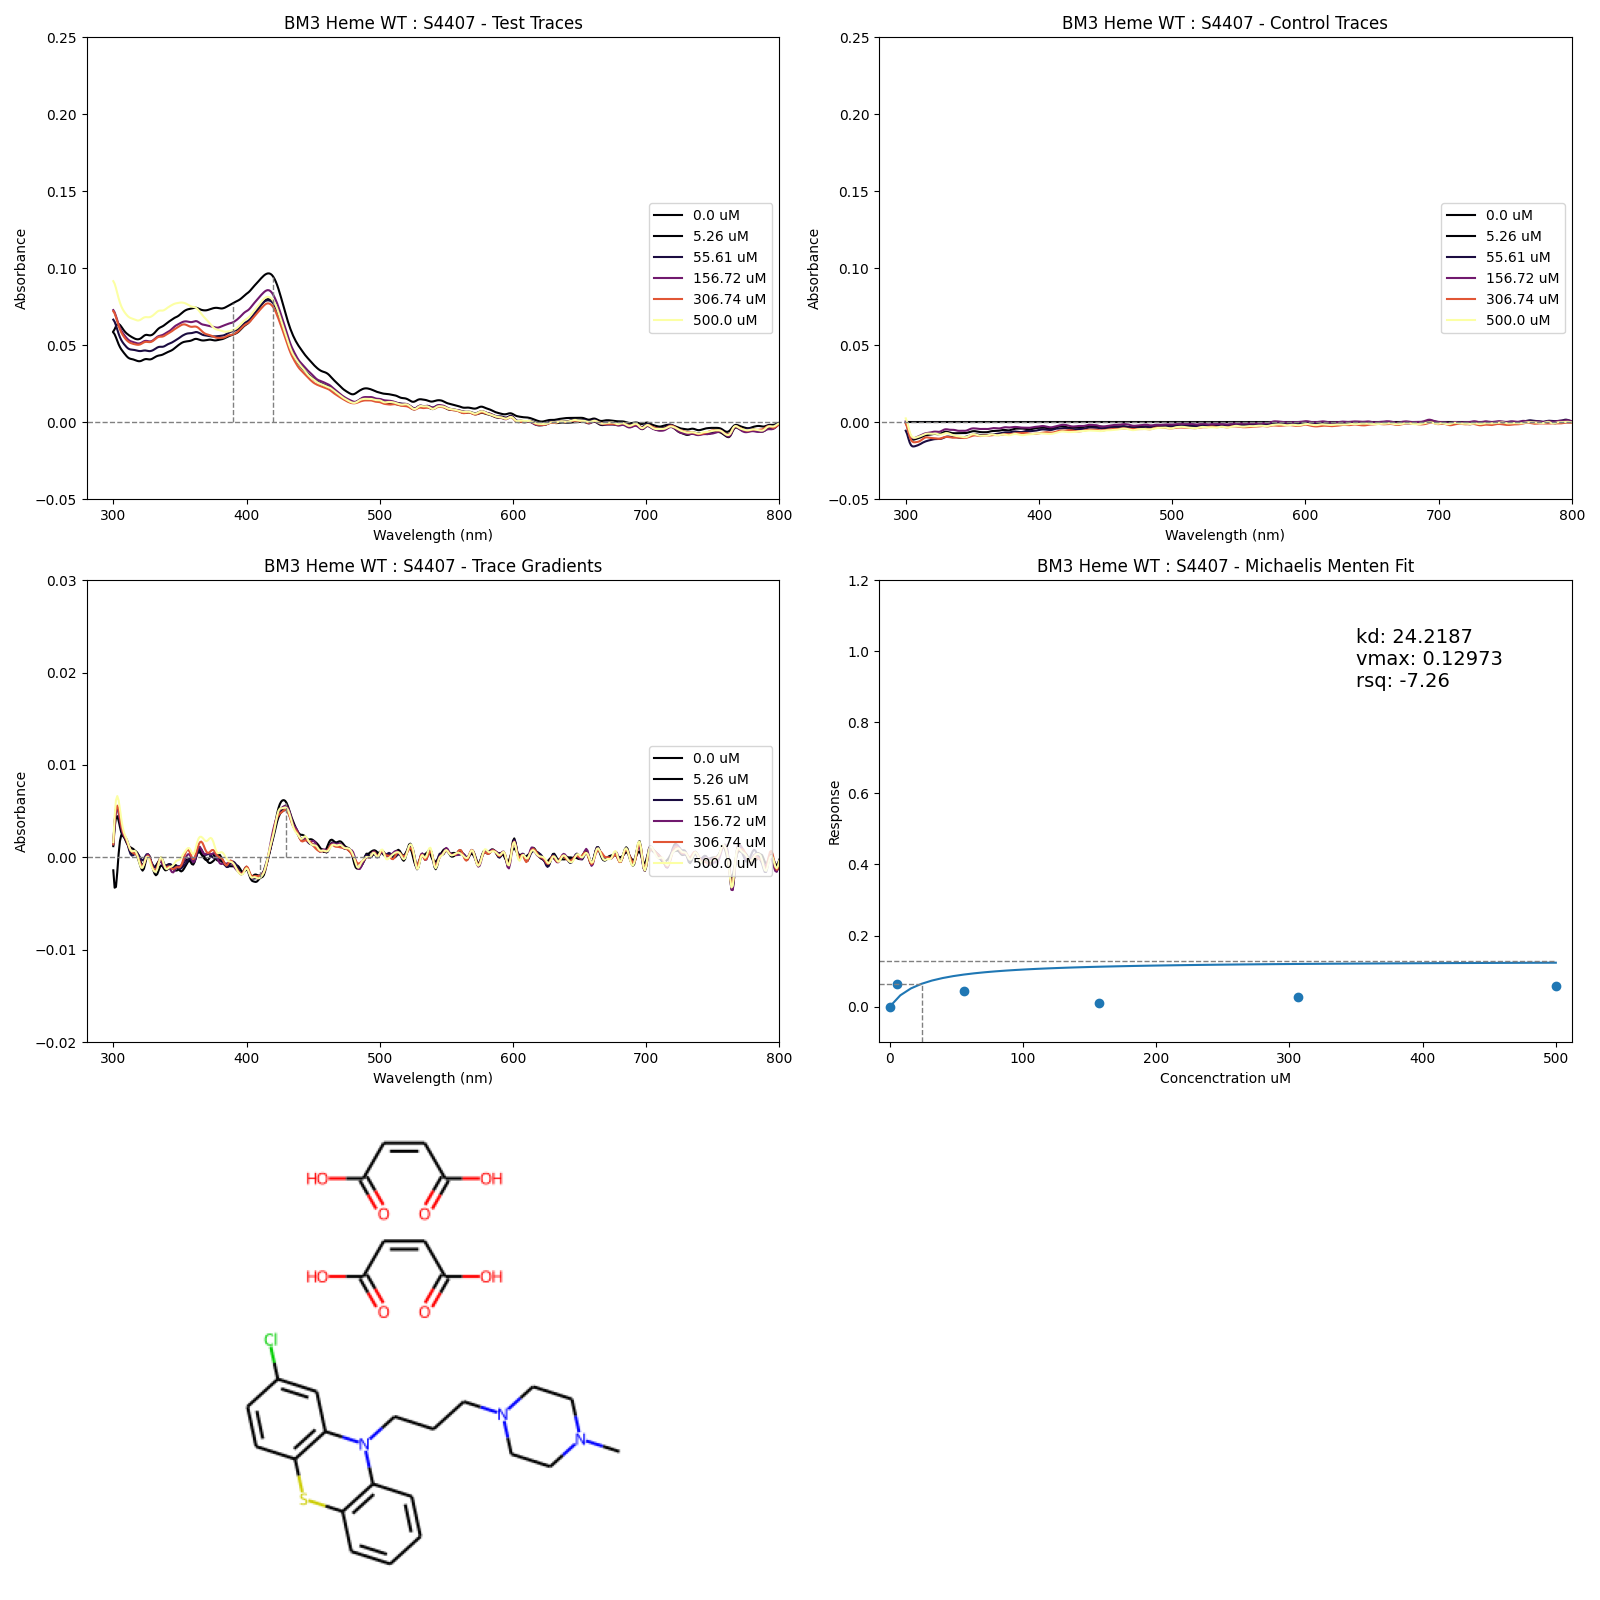 BM3 Heme WT : S4407 - Test Traces
0.25
0.20
0.15
0.10
0.05
0.00
−0.05
Absorbance
300 400 500 600 700 800
Wavelength (nm)
0.0 uM
5.26 uM
55.61 uM
156.72 uM
306.74 uM
500.0 uM
BM3 Heme WT : S4407 - Control Traces
0.25
0.20
0.15
0.10
0.05
0.00
−0.05
Absorbance
300 400 500 600 700 800
Wavelength (nm)
0.0 uM
5.26 uM
55.61 uM
156.72 uM
306.74 uM
500.0 uM
BM3 Heme WT : S4407 - Trace Gradients
0.03
0.02
0.01
0.00
−0.01
−0.02
Absorbance
300 400 500 600 700 800
Wavelength (nm)
0.0 uM
5.26 uM
55.61 uM
156.72 uM
306.74 uM
500.0 uM
BM3 Heme WT : S4407 - Michaelis Menten Fit
1.2
1.0
0.8
0.6
0.4
0.2
0.0
Response
kd: 24.2187
vmax: 0.12973
rsq: -7.26
0 100 200 300 400 500
Concenctration uM
HO OH
O O
HO OH
O O
Cl
N
N
N
S